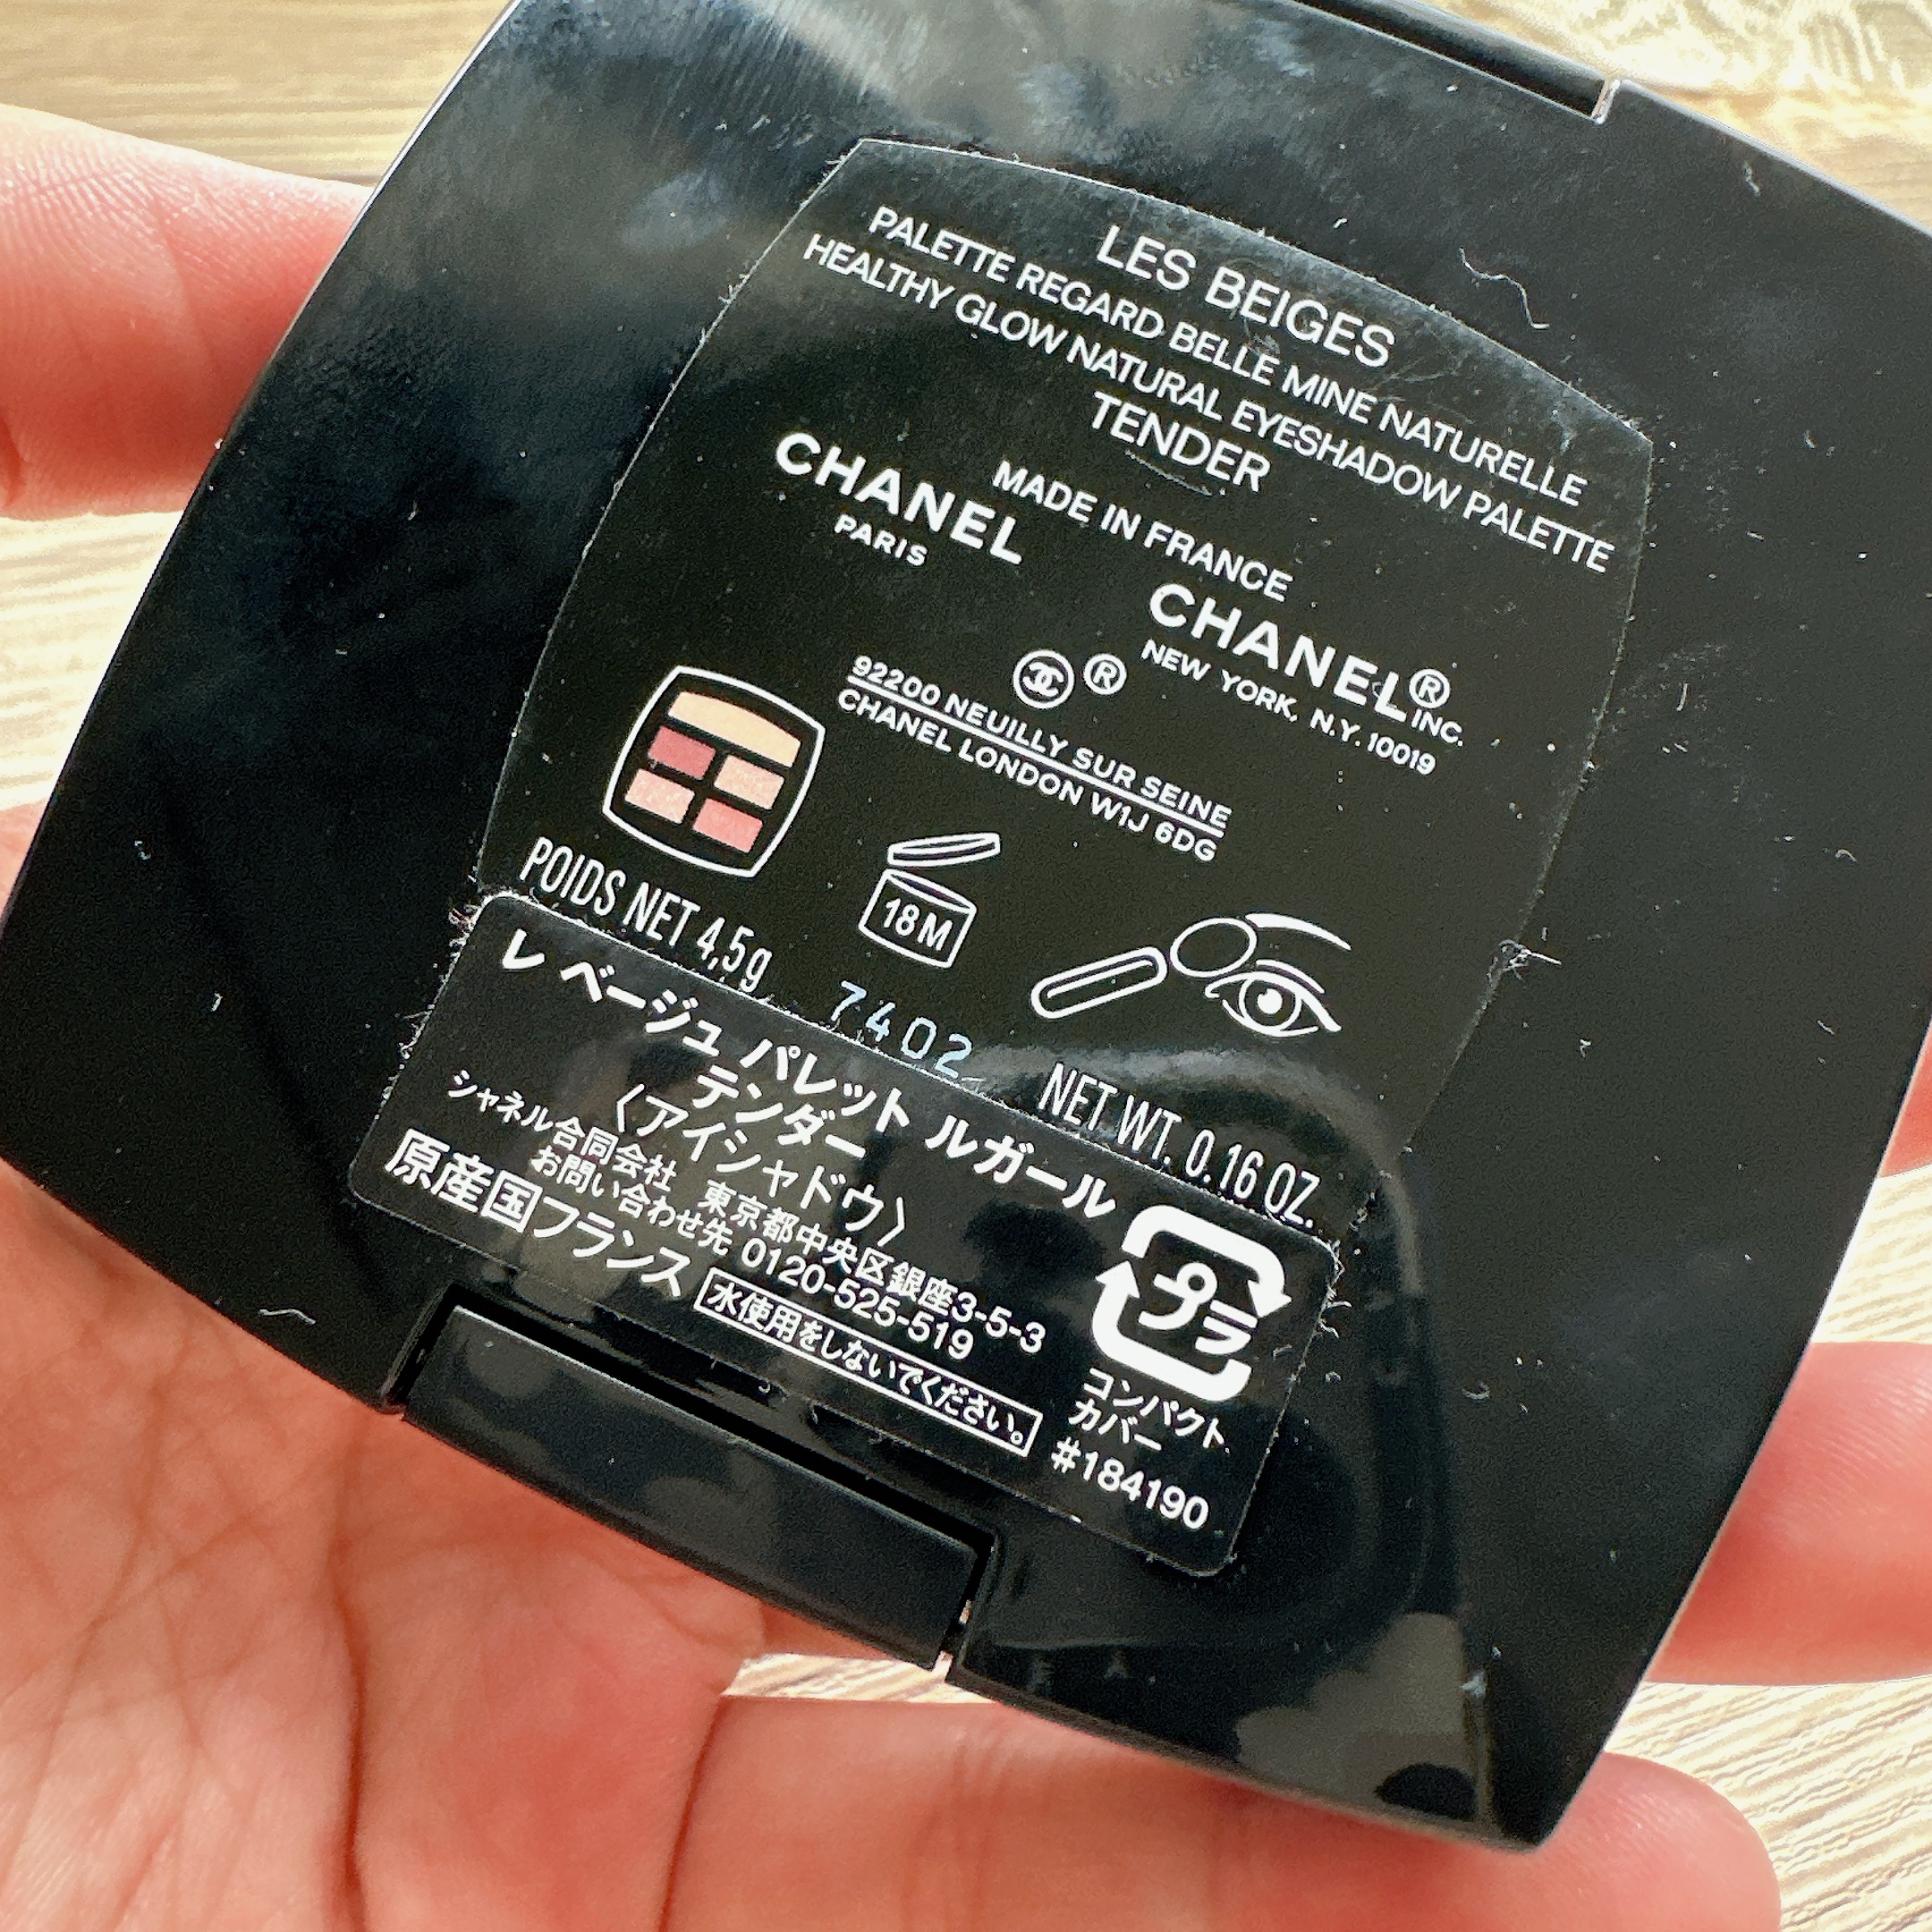 LES BEIGES
PALETTE REGARD BELLE MINE NATURELLE
HEALTHY GLOW NATURAL EYESHADOW PALETTE
TENDER
MADE IN FRANCE
CHANEL
PARIS
CHANEL®
INC.
NEW YORK, N.Y. 10019
®
92200 NEUILLY SUR SEINE
CHANEL LONDON W1J 6DG
18M
POIDS NET 4,5g
7402
NET WT. 0.16 OZ.
レ ベージュ パレット ルガール
テンダー
〈アイシャドウ〉
シャネル合同会社 東京都中央区銀座3-5-3
お問い合わせ先 0120-525-519
原産国フランス
水使用をしないでください。
プラ
コンパクト
カバー
#184190